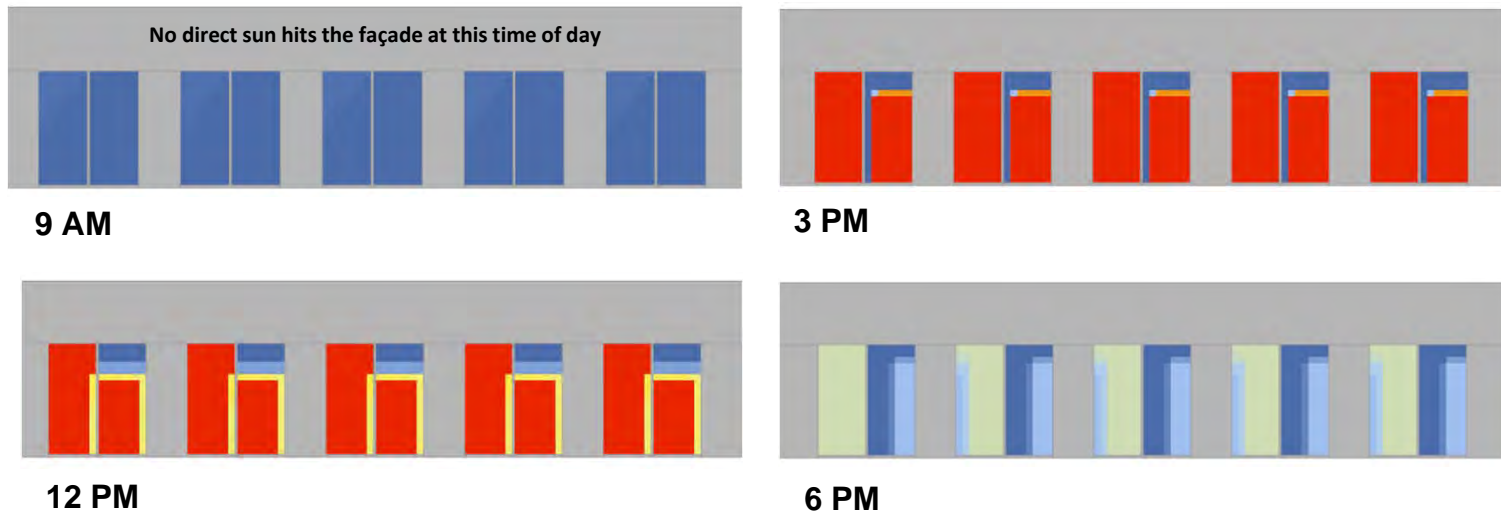 No direct sun hits the façade at this time of day
9 AM
3 PM
12 PM
6 PM